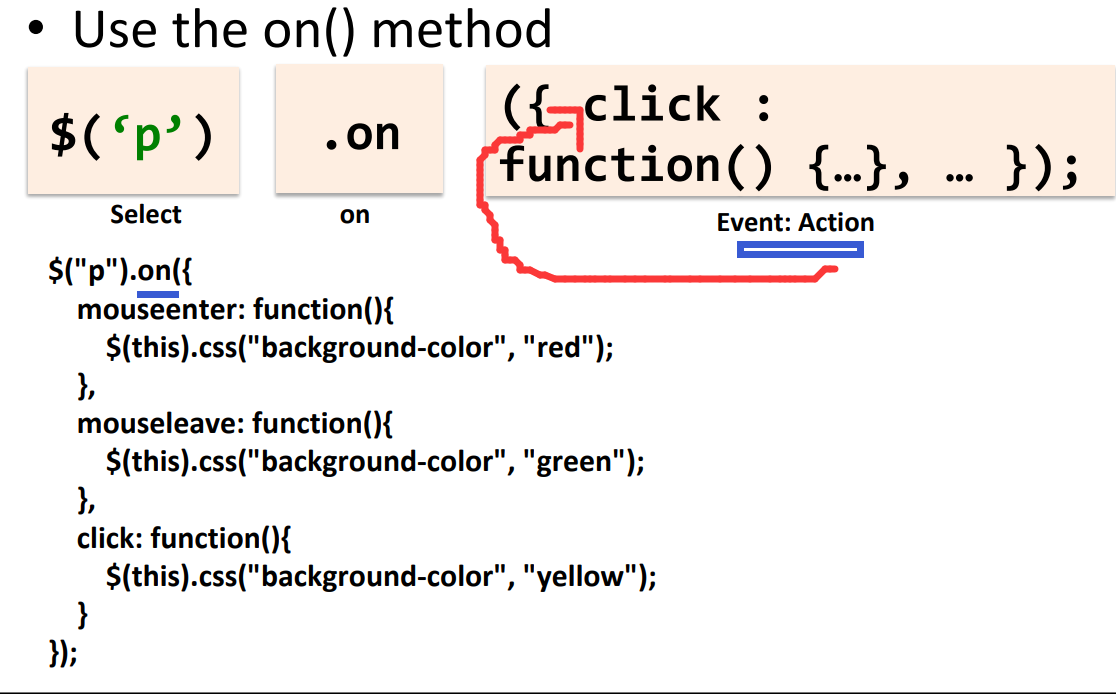 • Use the on() method
$(‘p’)
.on
({ click :
function() {…}, … });
Select
on
Event: Action
$("p").on({
mouseenter: function(){
$(this).css("background-color", "red");
},
mouseleave: function(){
$(this).css("background-color", "green");
},
click: function(){
$(this).css("background-color", "yellow");
}
});